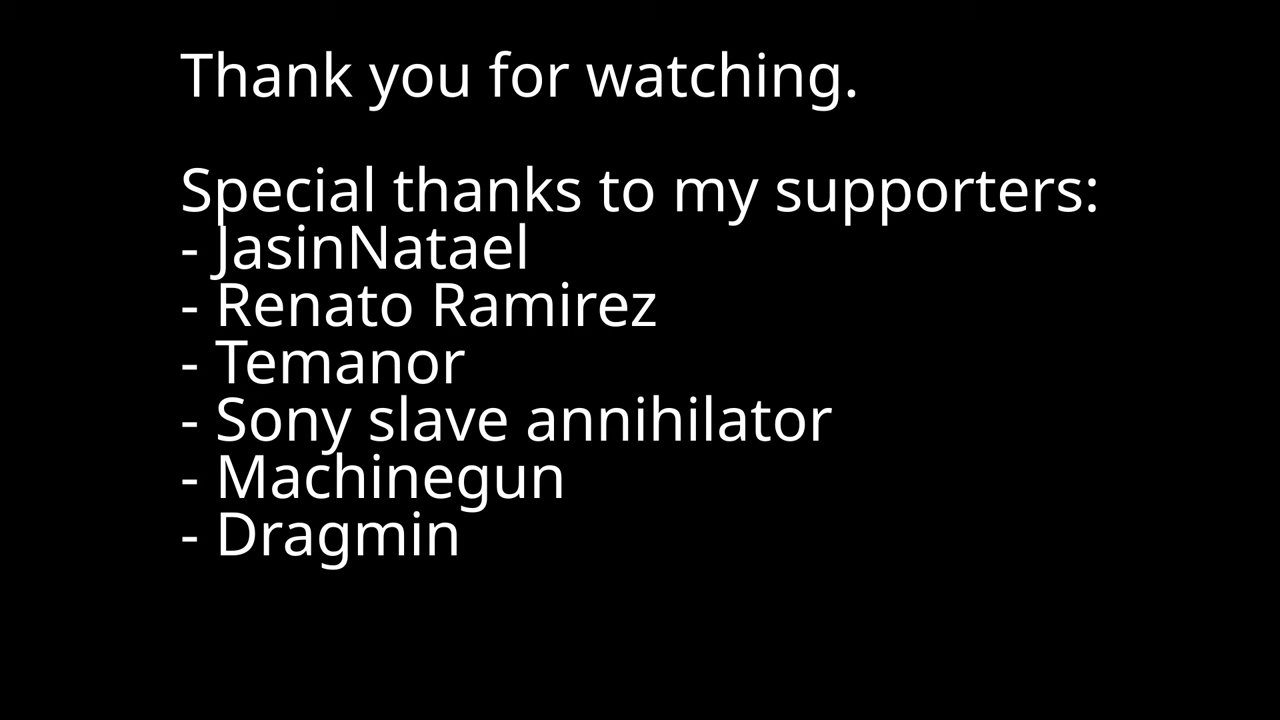 Thank you for watching.
Special thanks to my supporters:
- JasinNatael
- Renato Ramirez
- Temanor
- Sony slave annihilator
- Machinegun
- Dragmin